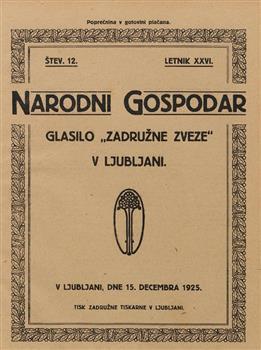 Poprečnina v gotovini plačana.
ŠTEV. 12.
LETNIK XXVI.
NARODNI GOSPODAR
GLASILO „ZADRUŽNE ZVEZE“
V LJUBLJANI.
V LJUBLJANI, DNE 15. DECEMBRA 1925.
TISK ZADRUŽNE TISKARNE V LJUBLJANI.